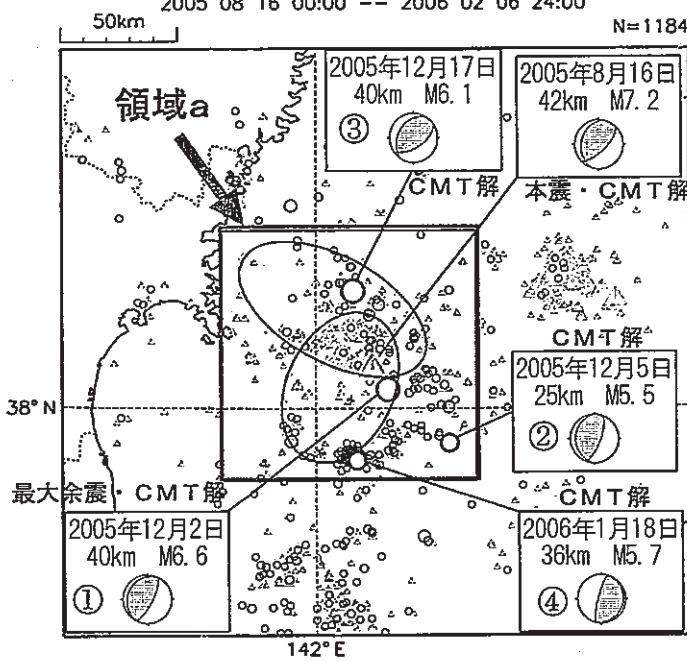 2005 08 16 00:00 -- 2006 02 06 24:00
50km
N=1184
2005年12月17日
40km M6.1
③
CMT解
2005年8月16日
42km M7.2
本震・CMT解
領域a
CMT解
2005年12月5日
25km M5.5
②
38°N
最大余震・CMT解
2005年12月2日
40km M6.6
①
CMT解
2006年1月18日
36km M5.7
④
142°E